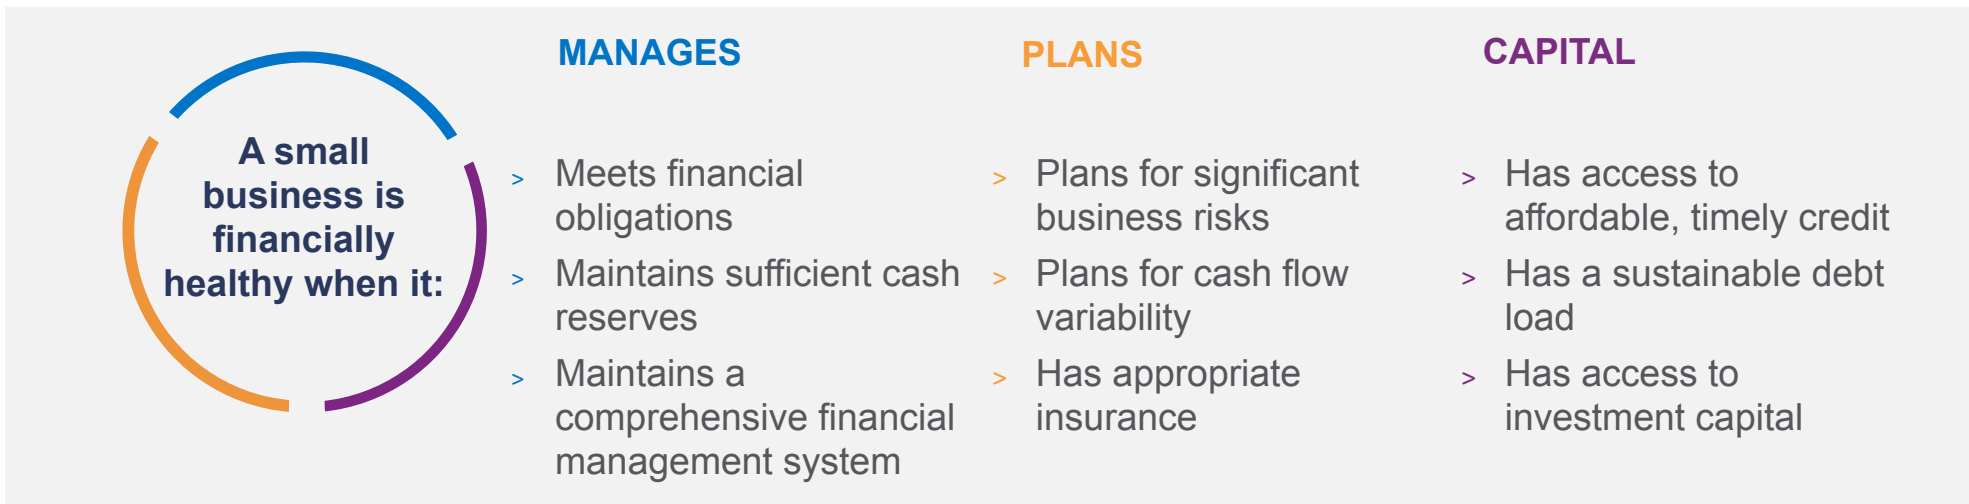 A small
business is
financially
healthy when it:
MANAGES
> Meets financial
obligations
> Maintains sufficient cash
reserves
> Maintains a
comprehensive financial
management system
PLANS
> Plans for significant
business risks
> Plans for cash flow
variability
> Has appropriate
insurance
CAPITAL
> Has access to
affordable, timely credit
> Has a sustainable debt
load
> Has access to
investment capital